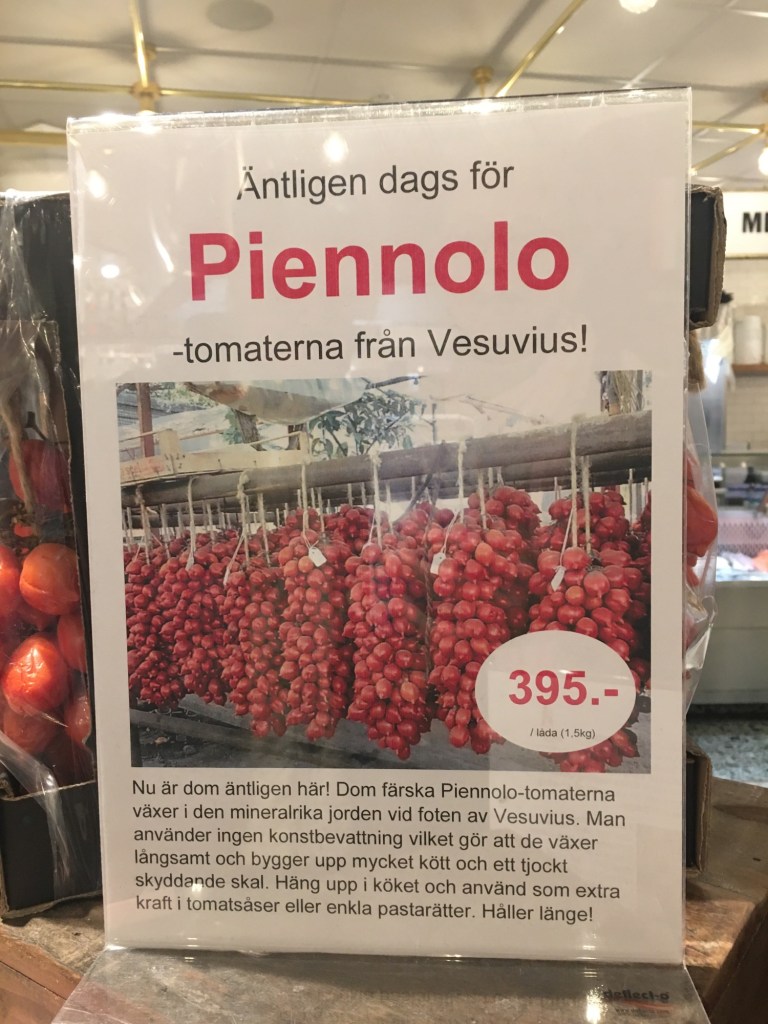 Äntligen dags för
Piennolo
-tomaterna från Vesuvius!
395.-
/ låda (1,5kg)
Nu är dom äntligen här! Dom färska Piennolo-tomaterna
växer i den mineralrika jorden vid foten av Vesuvius. Man
använder ingen konstbevattning vilket gör att de växer
långsamt och bygger upp mycket kött och ett tjockt
skyddande skal. Häng upp i köket och använd som extra
kraft i tomatsåser eller enkla pastarätter. Håller länge!
deflect-o